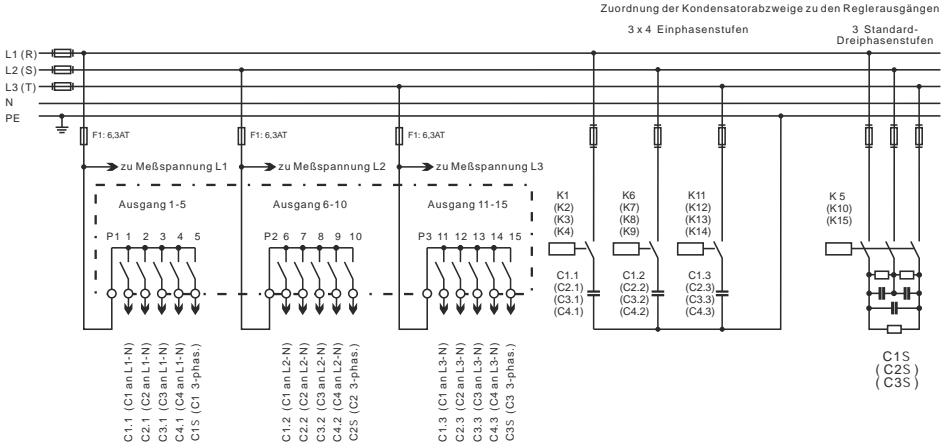 Zuordnung der Kondensatorabzweige zu den Reglerausgängen
3 x 4 Einphasenstufen
3 Standard-
Dreiphasenstufen
L1 (R)
L2 (S)
L3 (T)
N
PE
F1: 6,3AT
F1: 6,3AT
F1: 6,3AT
zu Meßspannung L1
zu Meßspannung L2
zu Meßspannung L3
Ausgang 1-5
Ausgang 6-10
Ausgang 11-15
P1 1 2 3 4 5
P2 6 7 8 9 10
P3 11 12 13 14 15
K1
(K2)
(K3)
(K4)
K6
(K7)
(K8)
(K9)
K11
(K12)
(K13)
(K14)
K 5
(K10)
(K15)
C1.1
(C2.1)
(C3.1)
(C4.1)
C1.2
(C2.2)
(C3.2)
(C4.2)
C1.3
(C2.3)
(C3.3)
(C4.3)
C1.1 (C1 an L1-N)
C2.1 (C2 an L1-N)
C3.1 (C3 an L1-N)
C4.1 (C4 an L1-N)
C1S (C1 3-phas.)
C1.2 (C1 an L2-N)
C2.2 (C2 an L2-N)
C3.2 (C3 an L2-N)
C4.2 (C4 an L2-N)
C2S (C2 3-phas.)
C1.3 (C1 an L3-N)
C2.3 (C2 an L3-N)
C3.3 (C3 an L3-N)
C4.3 (C4 an L3-N)
C3S (C3 3-phas.)
C1S
(C2S)
(C3S)